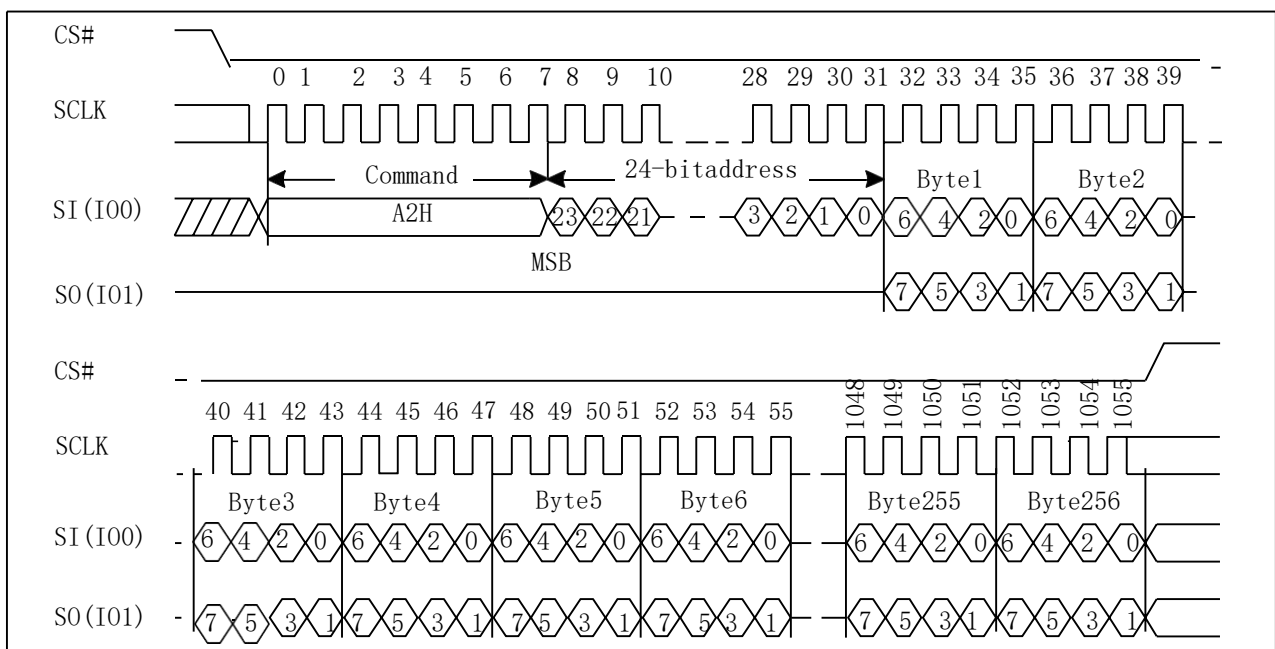 CS#
0 1 2 3 4 5 6 7 8 9 10 28 29 30 31 32 33 34 35 36 37 38 39
SCLK
Command 24-bitaddress Byte1 Byte2
SI(IO0) A2H 23 22 21 3 2 1 0 6 4 2 0 6 4 2 0
MSB
SO(IO1) 7 5 3 1 7 5 3 1
CS#
40 41 42 43 44 45 46 47 48 49 50 51 52 53 54 55 1048 1049 1050 1051 1052 1053 1054 1055
SCLK
Byte3 Byte4 Byte5 Byte6 Byte255 Byte256
SI(IO0) 6 4 2 0 6 4 2 0 6 4 2 0 6 4 2 0 6 4 2 0 6 4 2 0
SO(IO1) 7 5 3 1 7 5 3 1 7 5 3 1 7 5 3 1 7 5 3 1 7 5 3 1